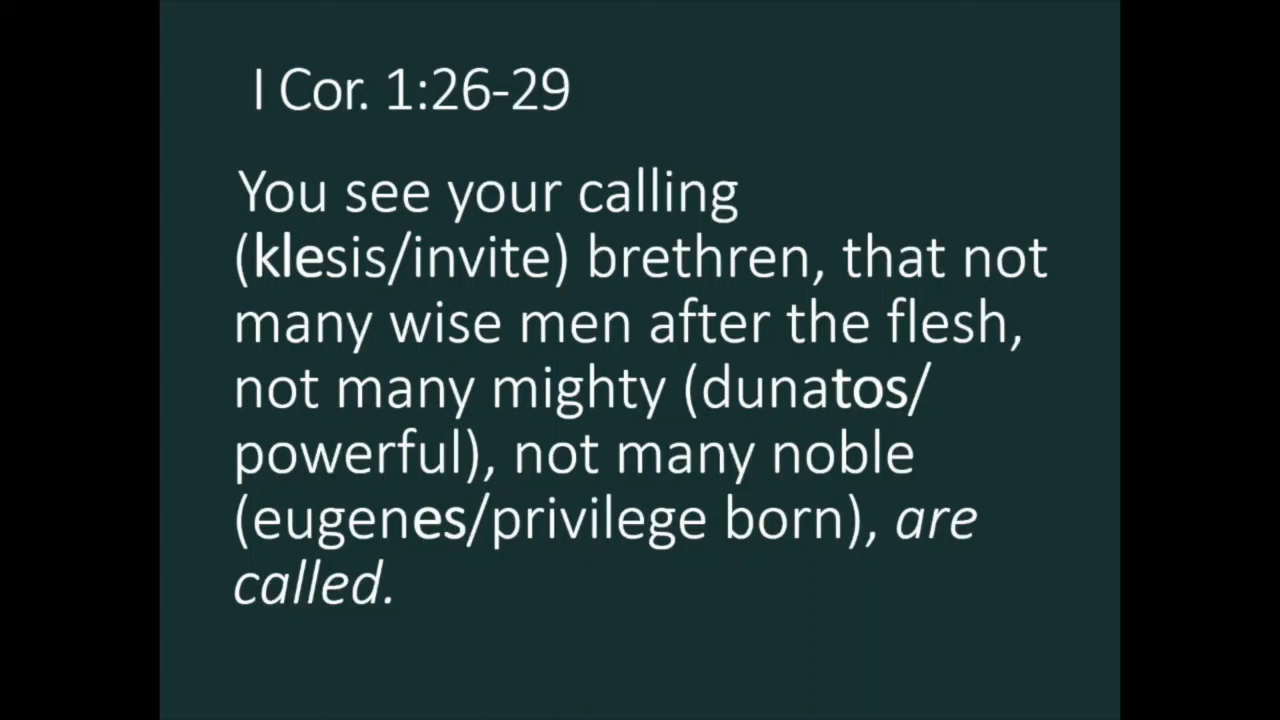 I Cor. 1:26-29
You see your calling
(klesis/invite) brethren, that not
many wise men after the flesh,
not many mighty (dunatos/
powerful), not many noble
(eugenes/privilege born), are
called.